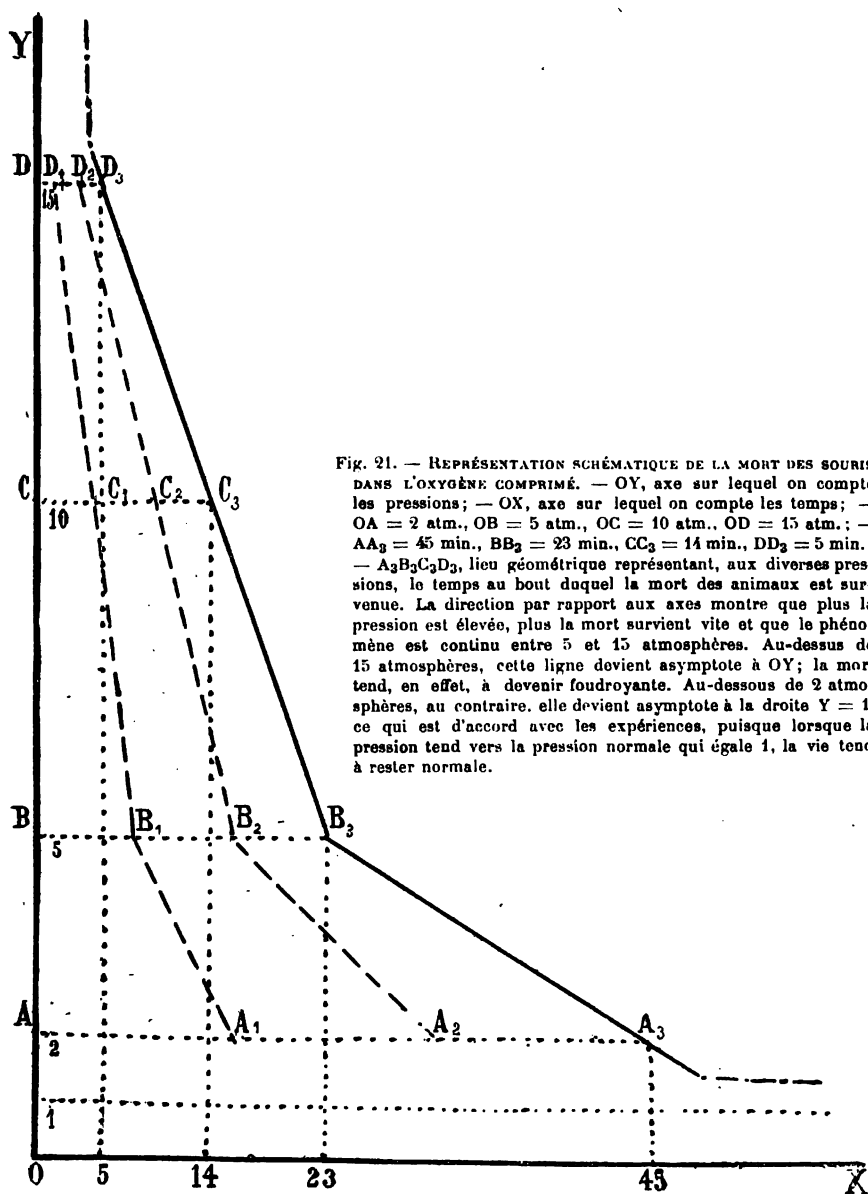 Y
D D₁ D₂ D₃
15
C C₁ C₂ C₃
10
Fig. 21. — REPRÉSENTATION SCHÉMATIQUE DE LA MORT DES SOURIS
DANS L'OXYGÈNE COMPRIMÉ. — OY, axe sur lequel on compte
les pressions; — OX, axe sur lequel on compte les temps; —
OA = 2 atm., OB = 5 atm., OC = 10 atm., OD = 15 atm.; —
AA₃ = 45 min., BB₃ = 23 min., CC₃ = 14 min., DD₃ = 5 min.
— A₃B₃C₃D₃, lieu géométrique représentant, aux diverses pres-
sions, le temps au bout duquel la mort des animaux est sur-
venue. La direction par rapport aux axes montre que plus la
pression est élevée, plus la mort survient vite et que le phéno-
mène est continu entre 5 et 15 atmosphères. Au-dessus de
15 atmosphères, cette ligne devient asymptote à OY; la mort
tend, en effet, à devenir foudroyante. Au-dessous de 2 atmo-
sphères, au contraire. elle devient asymptote à la droite Y = 1
ce qui est d'accord avec les expériences, puisque lorsque la
pression tend vers la pression normale qui égale 1, la vie tend
à rester normale.
B B₁ B₂ B₃
5
A A₁ A₂ A₃
2
1
0 5 14 23 45 X